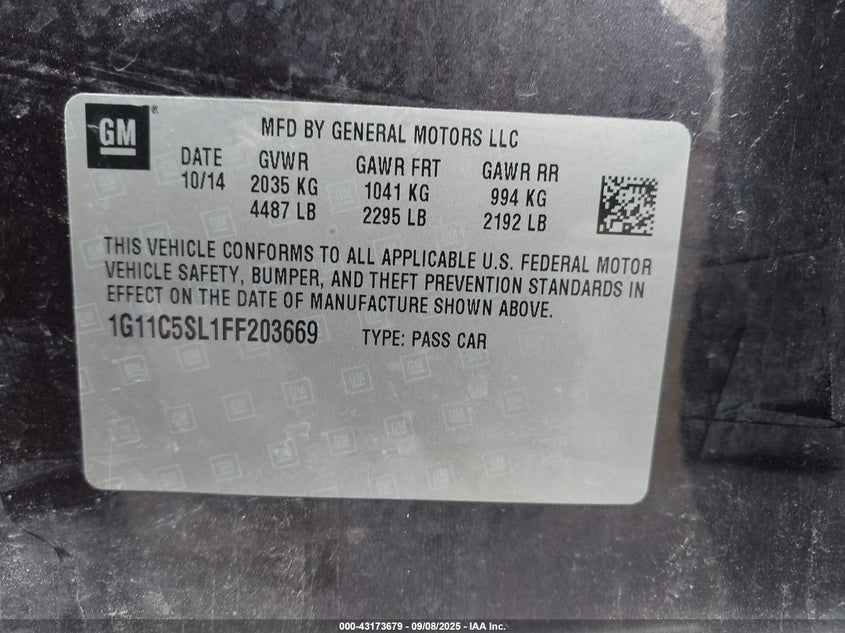 GM®
MFD BY GENERAL MOTORS LLC
DATE GVWR GAWR FRT GAWR RR
10/14 2035 KG 1041 KG 994 KG
4487 LB 2295 LB 2192 LB
THIS VEHICLE CONFORMS TO ALL APPLICABLE U.S. FEDERAL MOTOR
VEHICLE SAFETY, BUMPER, AND THEFT PREVENTION STANDARDS IN
EFFECT ON THE DATE OF MANUFACTURE SHOWN ABOVE.
1G11C5SL1FF203669 TYPE: PASS CAR
000-43173679 - 09/08/2025 - IAA Inc.